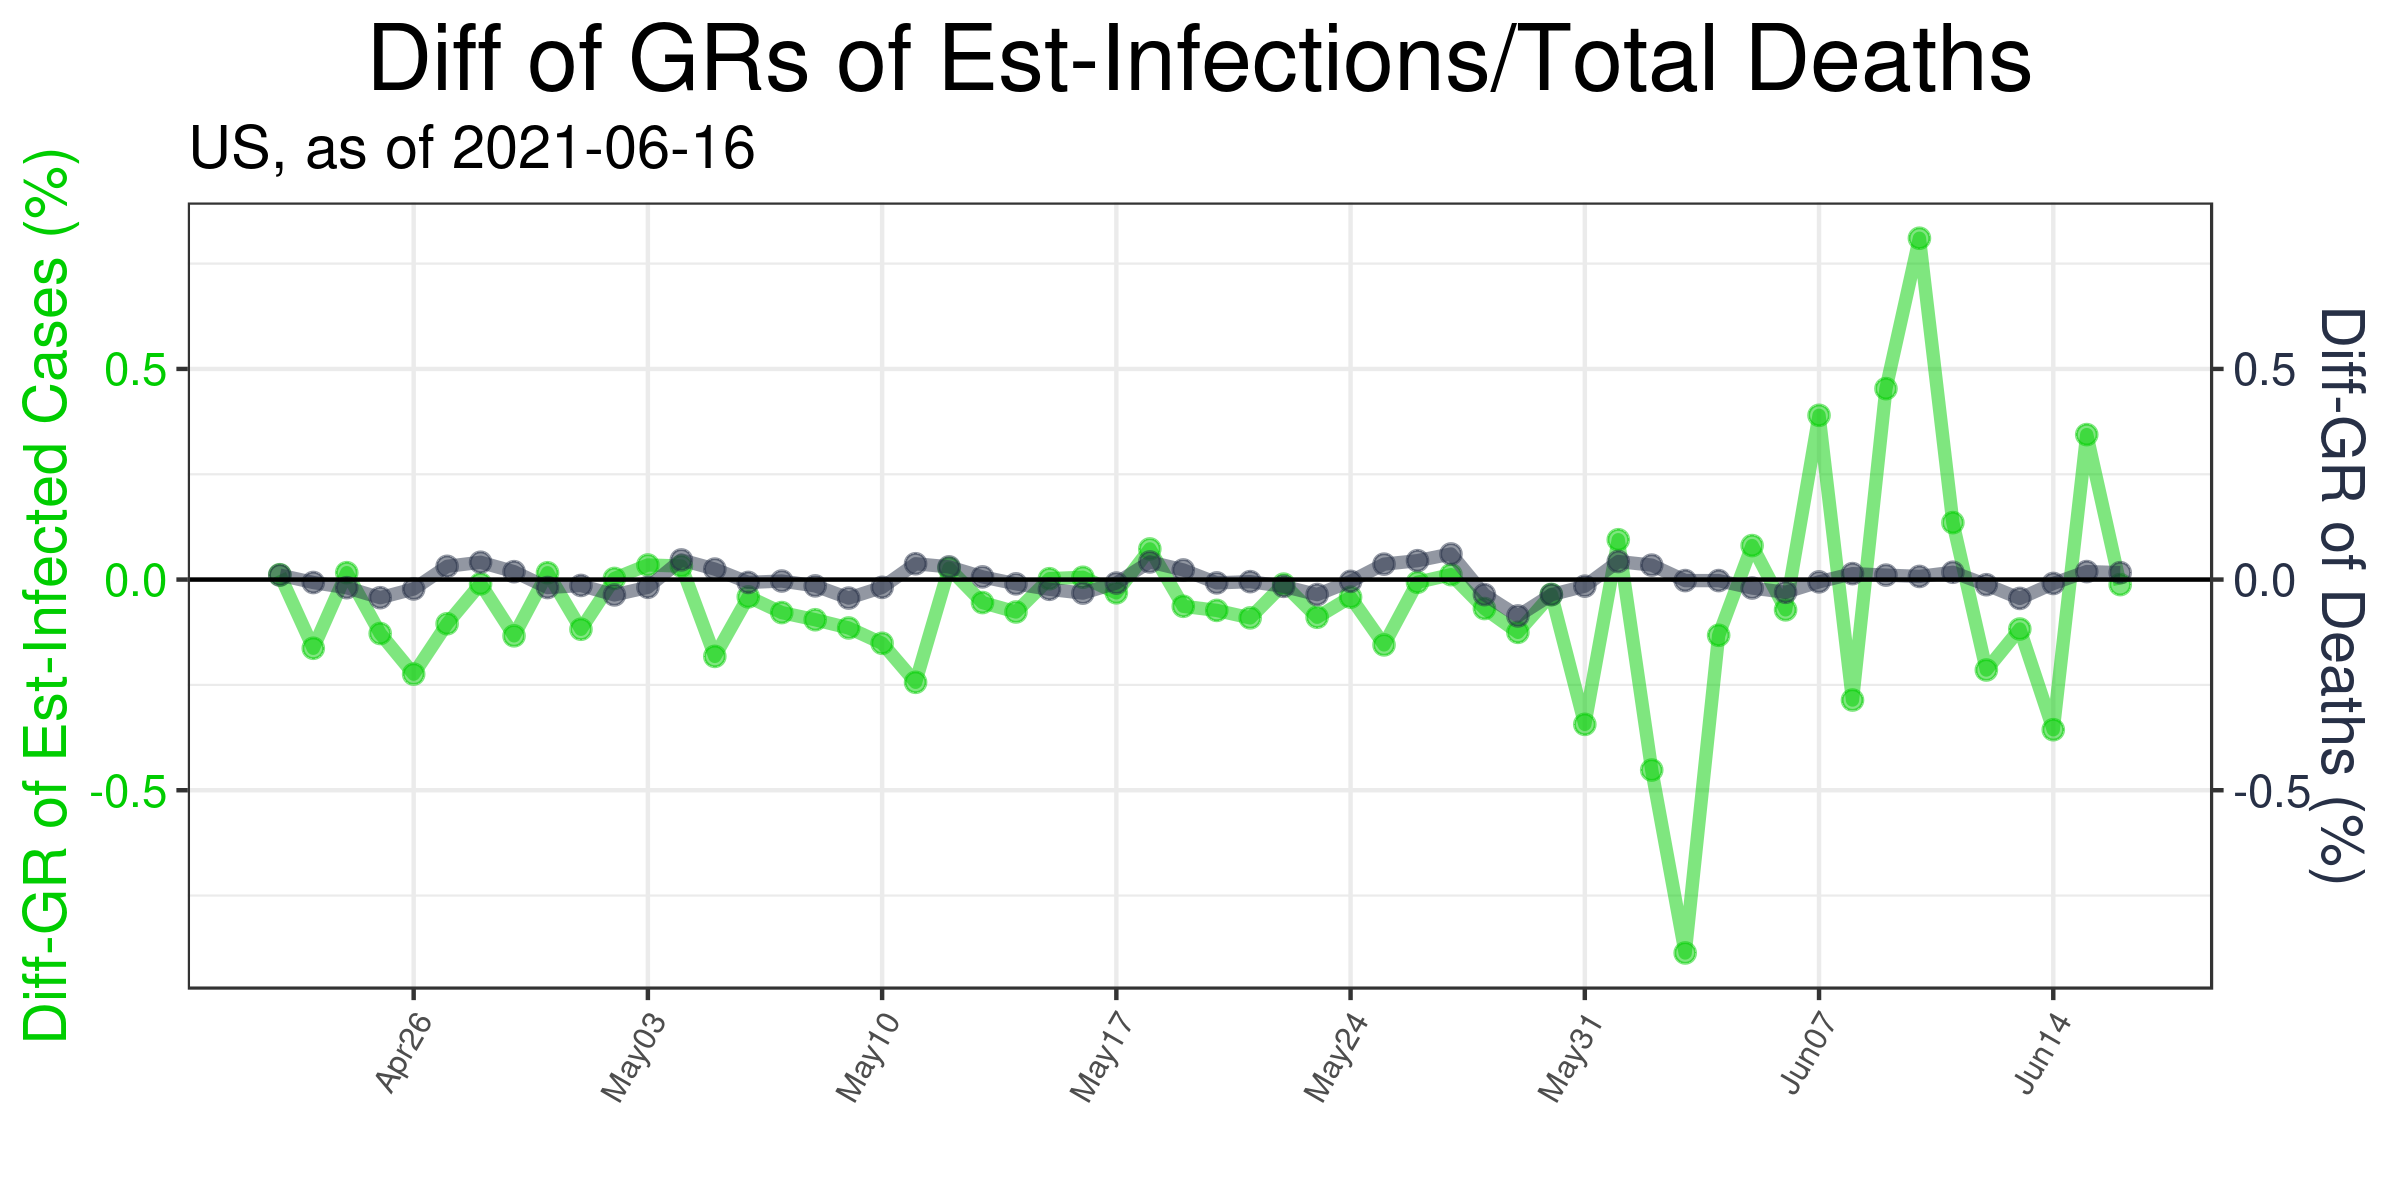 Diff of GRs of Est-Infections/Total Deaths
US, as of 2021-06-16
Diff-GR of Est-Infected Cases (%)
0.5
0.0
-0.5
0.5
0.0
-0.5
Diff-GR of Deaths (%)
Apr26
May03
May10
May17
May24
May31
Jun07
Jun14